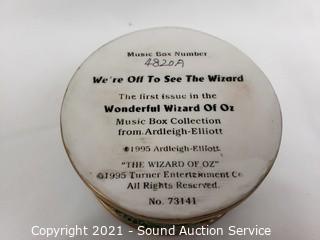 Music Box Number
4820A
We're Off To See The Wizard
The first issue in the
Wonderful Wizard Of Oz
Music Box Collection
from Ardleigh-Elliott
©1995 Ardleigh-Elliott
"THE WIZARD OF OZ"
©1995 Turner Entertainment Co
All Rights Reserved.
No. 73141
Copyright 2021 - Sound Auction Service